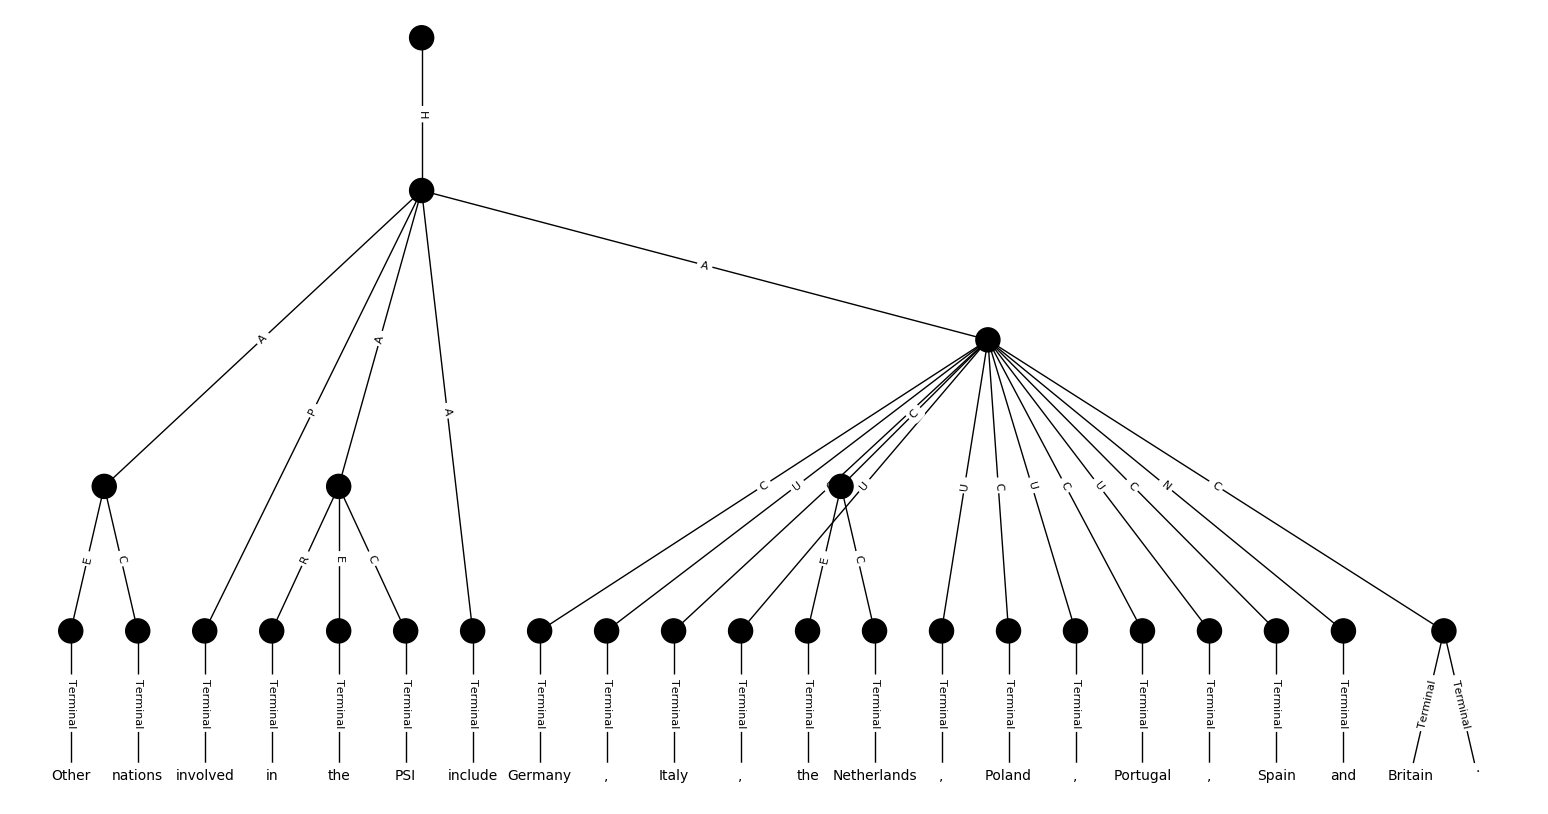 H
A
A
P
A
A
C
E
C
R
E
C
C
U
U
E
C
U
C
U
C
U
C
N
C
Terminal Terminal Terminal Terminal Terminal Terminal Terminal Terminal Terminal Terminal Terminal Terminal Terminal Terminal Terminal Terminal Terminal Terminal Terminal Terminal Terminal Terminal
Other nations involved in the PSI include Germany , Italy , the Netherlands , Poland , Portugal , Spain and Britain .